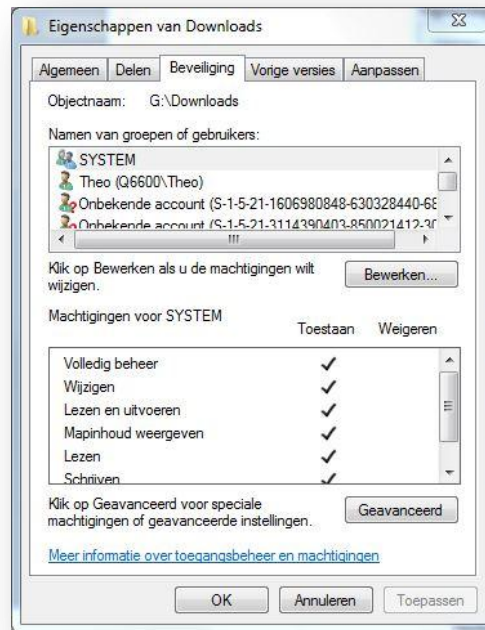 Eigenschappen van Downloads
Algemeen Delen Beveiliging Vorige versies Aanpassen
Objectnaam: G:\Downloads
Namen van groepen of gebruikers:
SYSTEM
Theo (Q6600\Theo)
Onbekende account (S-1-5-21-1606980848-630328440-68
Onbekende account (S-1-5-21-3114390403-850021412-30
Klik op Bewerken als u de machtigingen wilt
wijzigen.
Bewerken...
Machtigingen voor SYSTEM
Toestaan Weigeren
Volledig beheer
Wijzigen
Lezen en uitvoeren
Mapinhoud weergeven
Lezen
Schrijven
Klik op Geavanceerd voor speciale
machtigingen of geavanceerde instellingen.
Geavanceerd
Meer informatie over toegangsbeheer en machtigingen
OK Annuleren Toepassen